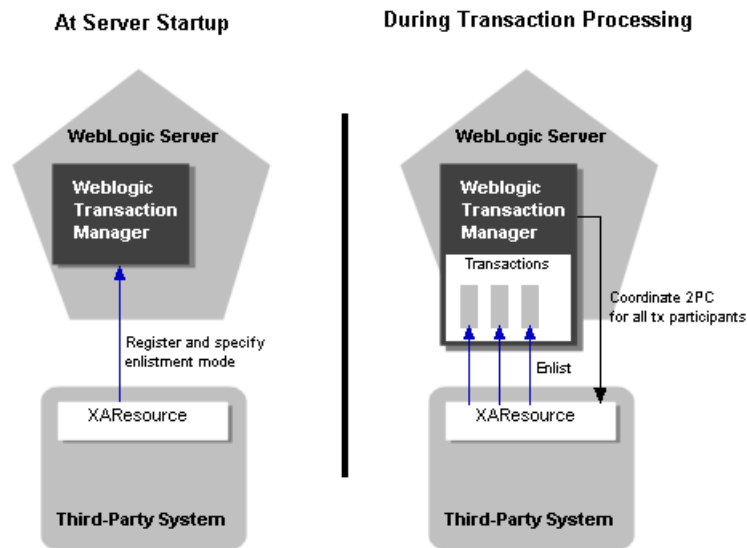 At Server Startup
WebLogic Server
Weblogic
Transaction
Manager
Register and specify
enlistment mode
XAResource
Third-Party System
During Transaction Processing
WebLogic Server
Weblogic
Transaction
Manager
Transactions
Coordinate 2PC
for all tx participants
Enlist
XAResource
Third-Party System